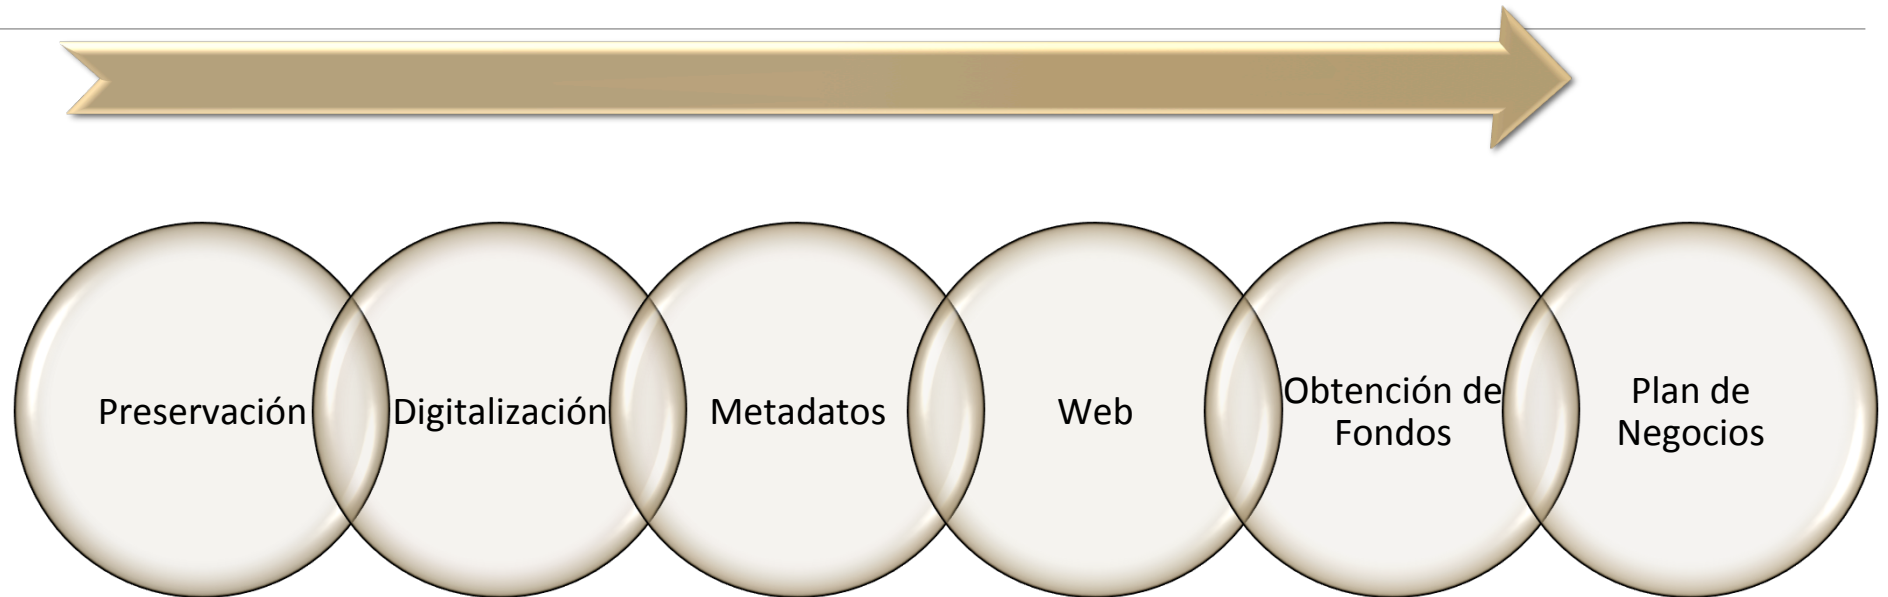 Preservación
Digitalización
Metadatos
Web
Obtención de
Fondos
Plan de
Negocios